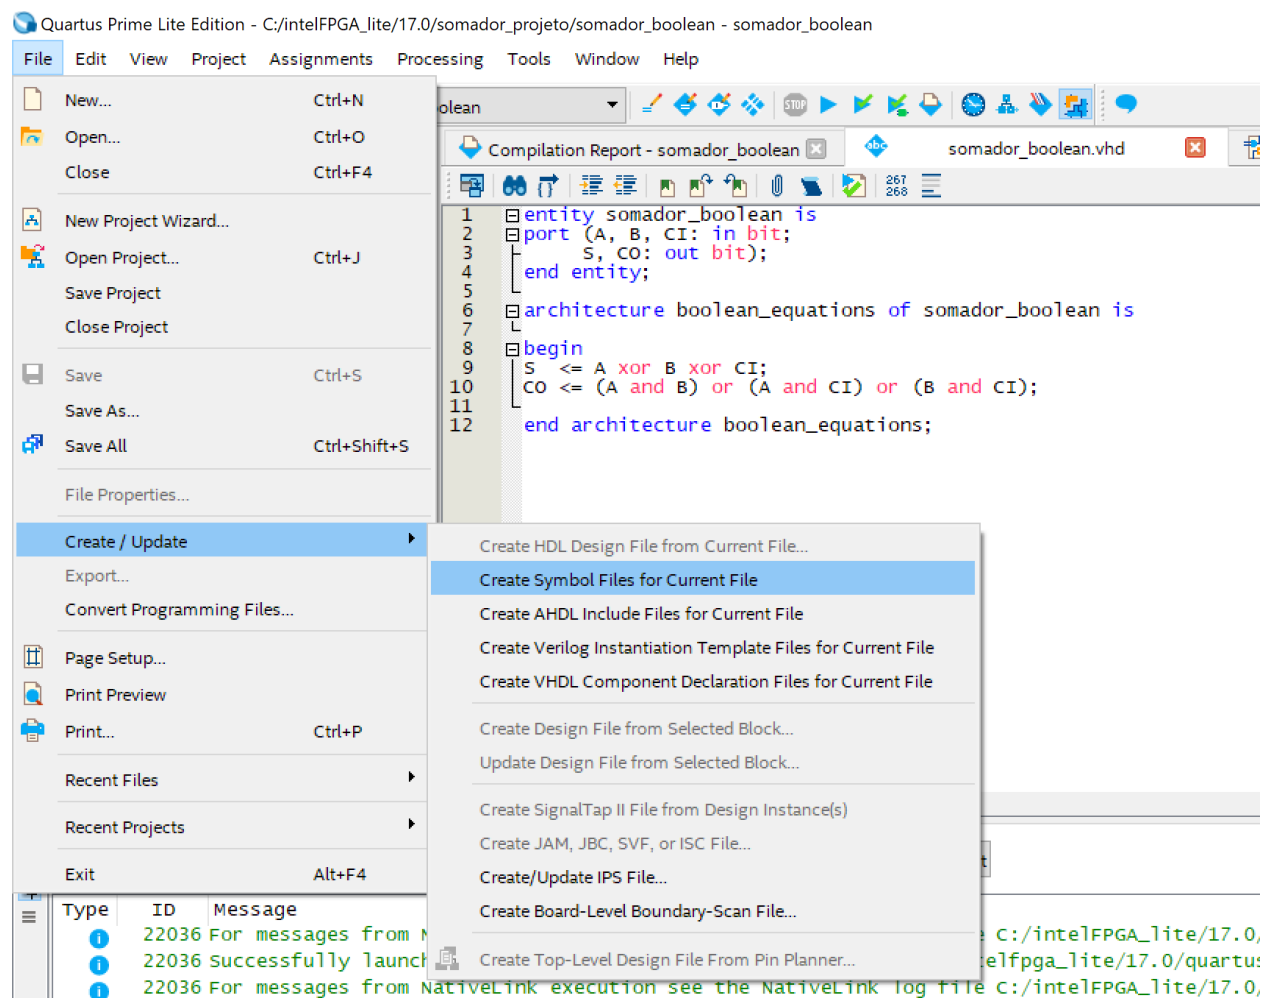 Quartus Prime Lite Edition - C:/intelFPGA_lite/17.0/somador_projeto/somador_boolean - somador_boolean
File Edit View Project Assignments Processing Tools Window Help
New... Ctrl+N
Open... Ctrl+O
Close Ctrl+F4
New Project Wizard...
Open Project... Ctrl+J
Save Project
Close Project
Save Ctrl+S
Save As...
Save All Ctrl+Shift+S
File Properties...
Create / Update
Export...
Convert Programming Files...
Page Setup...
Print Preview
Print... Ctrl+P
Recent Files
Recent Projects
Exit Alt+F4
olean
STOP
Compilation Report - somador_boolean
abc
somador_boolean.vhd
267
268
1 entity somador_boolean is
2 port (A, B, CI: in bit;
3 S, CO: out bit);
4 end entity;
5
6 architecture boolean_equations of somador_boolean is
7
8 begin
9 S <= A xor B xor CI;
10 CO <= (A and B) or (A and CI) or (B and CI);
11
12 end architecture boolean_equations;
Create HDL Design File from Current File...
Create Symbol Files for Current File
Create AHDL Include Files for Current File
Create Verilog Instantiation Template Files for Current File
Create VHDL Component Declaration Files for Current File
Create Design File from Selected Block...
Update Design File from Selected Block...
Create SignalTap II File from Design Instance(s)
Create JAM, JBC, SVF, or ISC File...
Create/Update IPS File...
Create Board-Level Boundary-Scan File...
Create Top-Level Design File From Pin Planner...
Type ID Message
22036 For messages from N e C:/intelFPGA_lite/17.0/
22036 Successfully launch telfpga_lite/17.0/quartus
22036 For messages from NativeLink execution see the NativeLink log file C:/intelFPGA_lite/17.0/